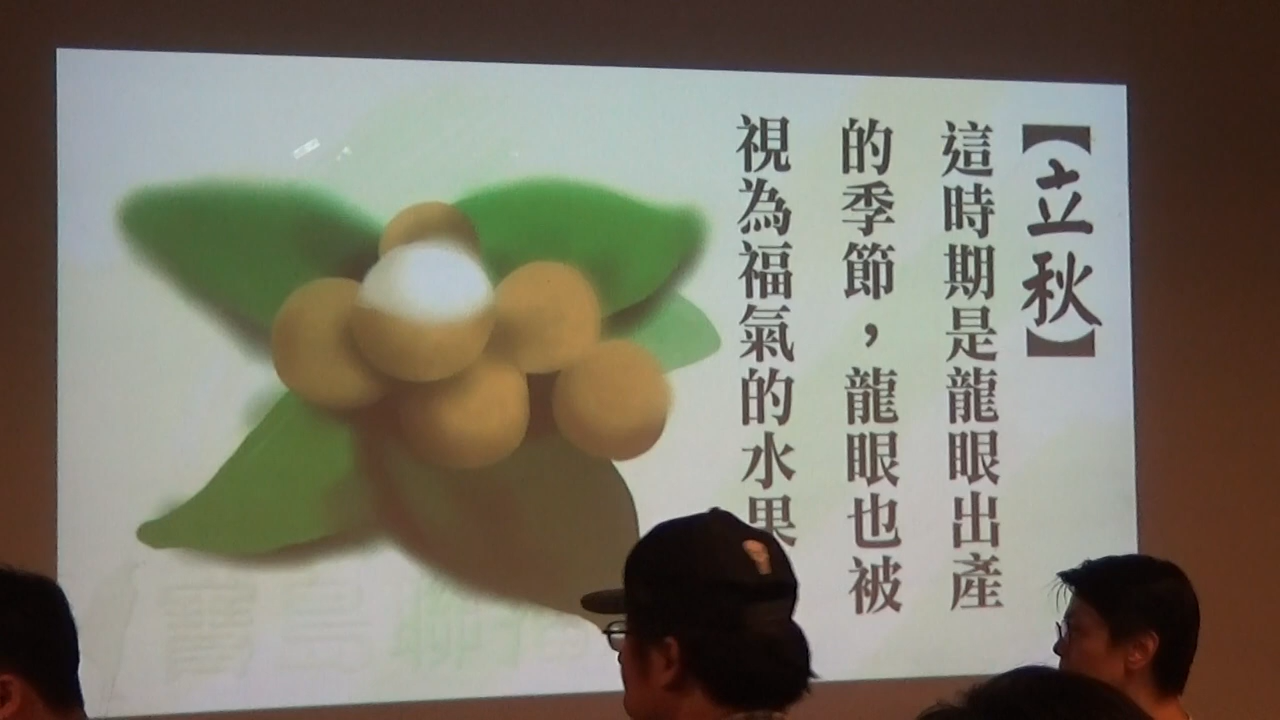 【立秋】
這時期是龍眼出產
的季節，龍眼也被
視為福氣的水果